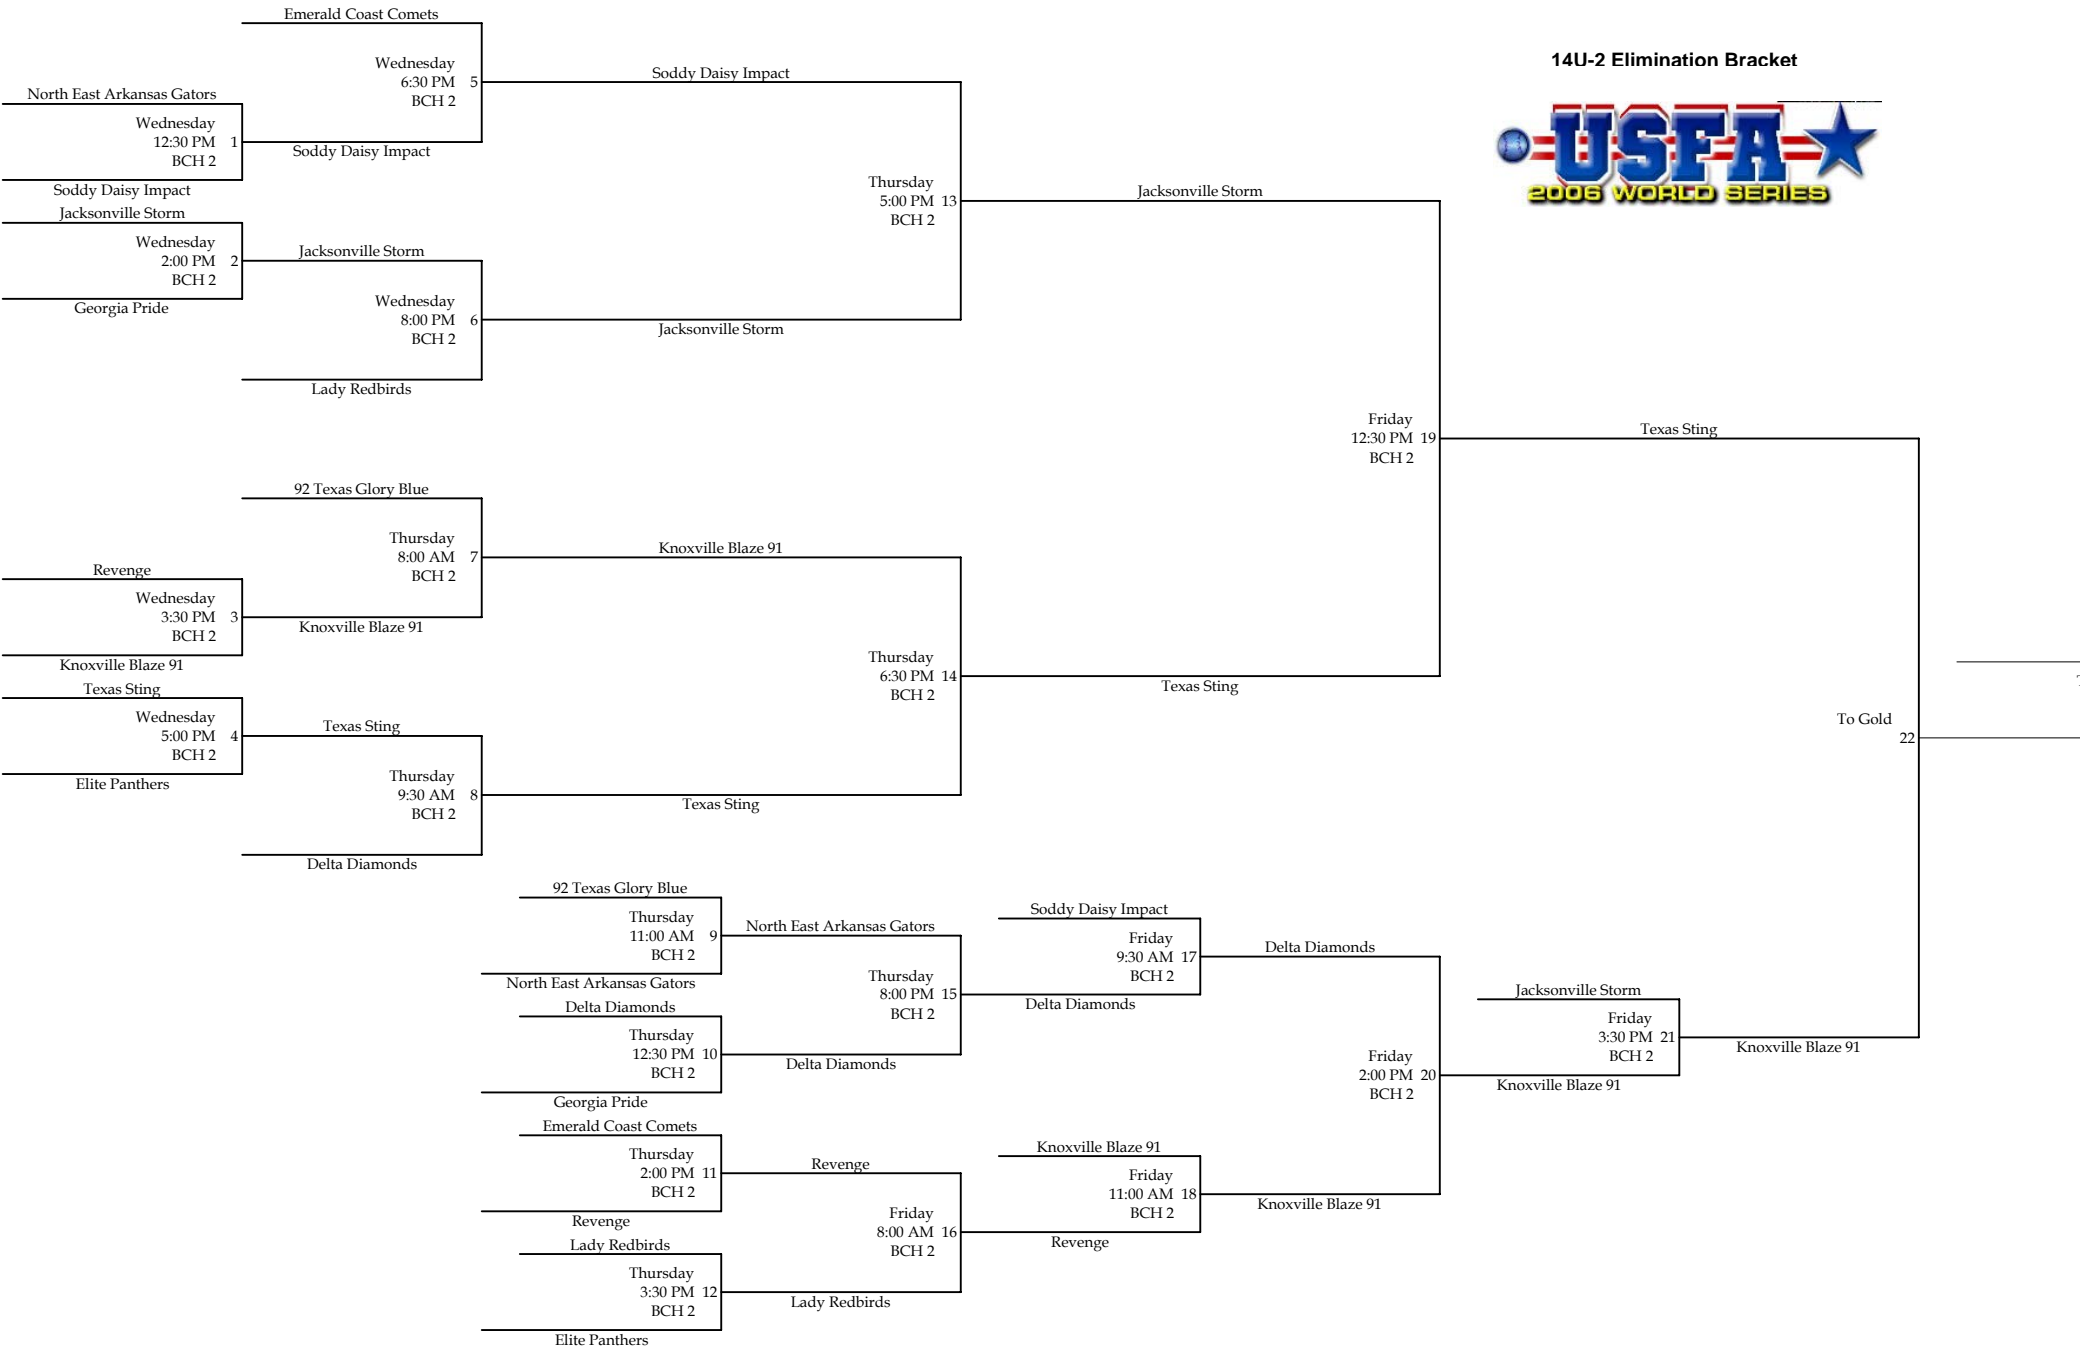 Emerald Coast Comets
Wednesday
6:30 PM 5
BCH 2
Soddy Daisy Impact
14U-2 Elimination Bracket
USFA
2006 WORLD SERIES
North East Arkansas Gators
Wednesday
12:30 PM 1
BCH 2
Soddy Daisy Impact
Soddy Daisy Impact
Jacksonville Storm
Wednesday
2:00 PM 2
BCH 2
Georgia Pride
Jacksonville Storm
Wednesday
8:00 PM 6
BCH 2
Lady Redbirds
Thursday
5:00 PM 13
BCH 2
Jacksonville Storm
Jacksonville Storm
Friday
12:30 PM 19
BCH 2
Texas Sting
92 Texas Glory Blue
Thursday
8:00 AM 7
BCH 2
Knoxville Blaze 91
Revenge
Wednesday
3:30 PM 3
BCH 2
Knoxville Blaze 91
Knoxville Blaze 91
Texas Sting
Wednesday
5:00 PM 4
BCH 2
Elite Panthers
Texas Sting
Thursday
9:30 AM 8
BCH 2
Delta Diamonds
Thursday
6:30 PM 14
BCH 2
Texas Sting
Texas Sting
To Gold
22
92 Texas Glory Blue
Thursday
11:00 AM 9
BCH 2
North East Arkansas Gators
North East Arkansas Gators
Delta Diamonds
Thursday
12:30 PM 10
BCH 2
Georgia Pride
Thursday
8:00 PM 15
BCH 2
Delta Diamonds
Soddy Daisy Impact
Friday
9:30 AM 17
BCH 2
Delta Diamonds
Delta Diamonds
Jacksonville Storm
Friday
3:30 PM 21
BCH 2
Knoxville Blaze 91
Knoxville Blaze 91
Friday
2:00 PM 20
BCH 2
Emerald Coast Comets
Thursday
2:00 PM 11
BCH 2
Revenge
Revenge
Lady Redbirds
Thursday
3:30 PM 12
BCH 2
Elite Panthers
Friday
8:00 AM 16
BCH 2
Lady Redbirds
Knoxville Blaze 91
Friday
11:00 AM 18
BCH 2
Revenge
Knoxville Blaze 91